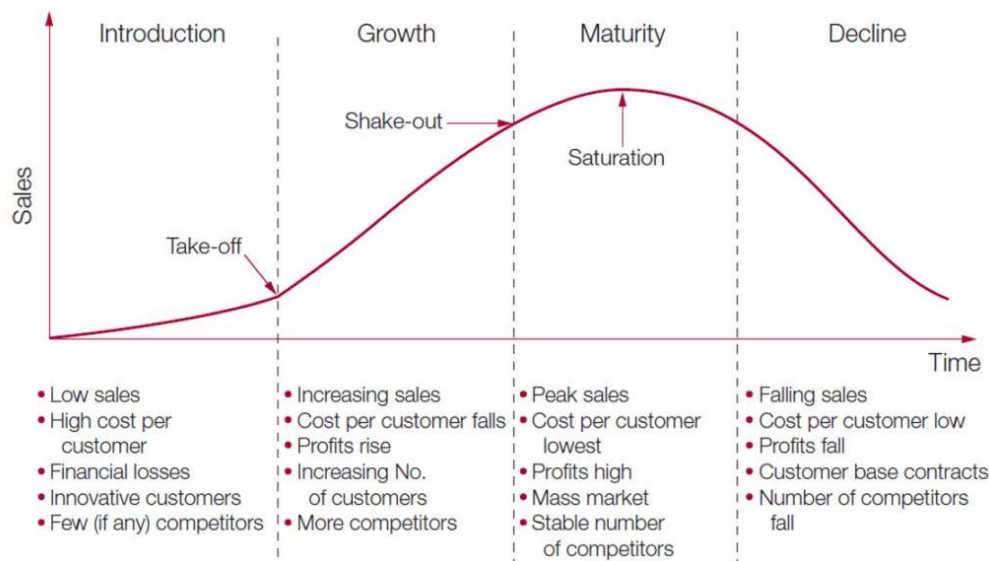 Introduction
Growth
Maturity
Decline
Shake-out
Saturation
Sales
Take-off
Time
• Low sales
• High cost per
customer
• Financial losses
• Innovative customers
• Few (if any) competitors
• Increasing sales
• Cost per customer falls
• Profits rise
• Increasing No.
of customers
• More competitors
• Peak sales
• Cost per customer
lowest
• Profits high
• Mass market
• Stable number
of competitors
• Falling sales
• Cost per customer low
• Profits fall
• Customer base contracts
• Number of competitors
fall